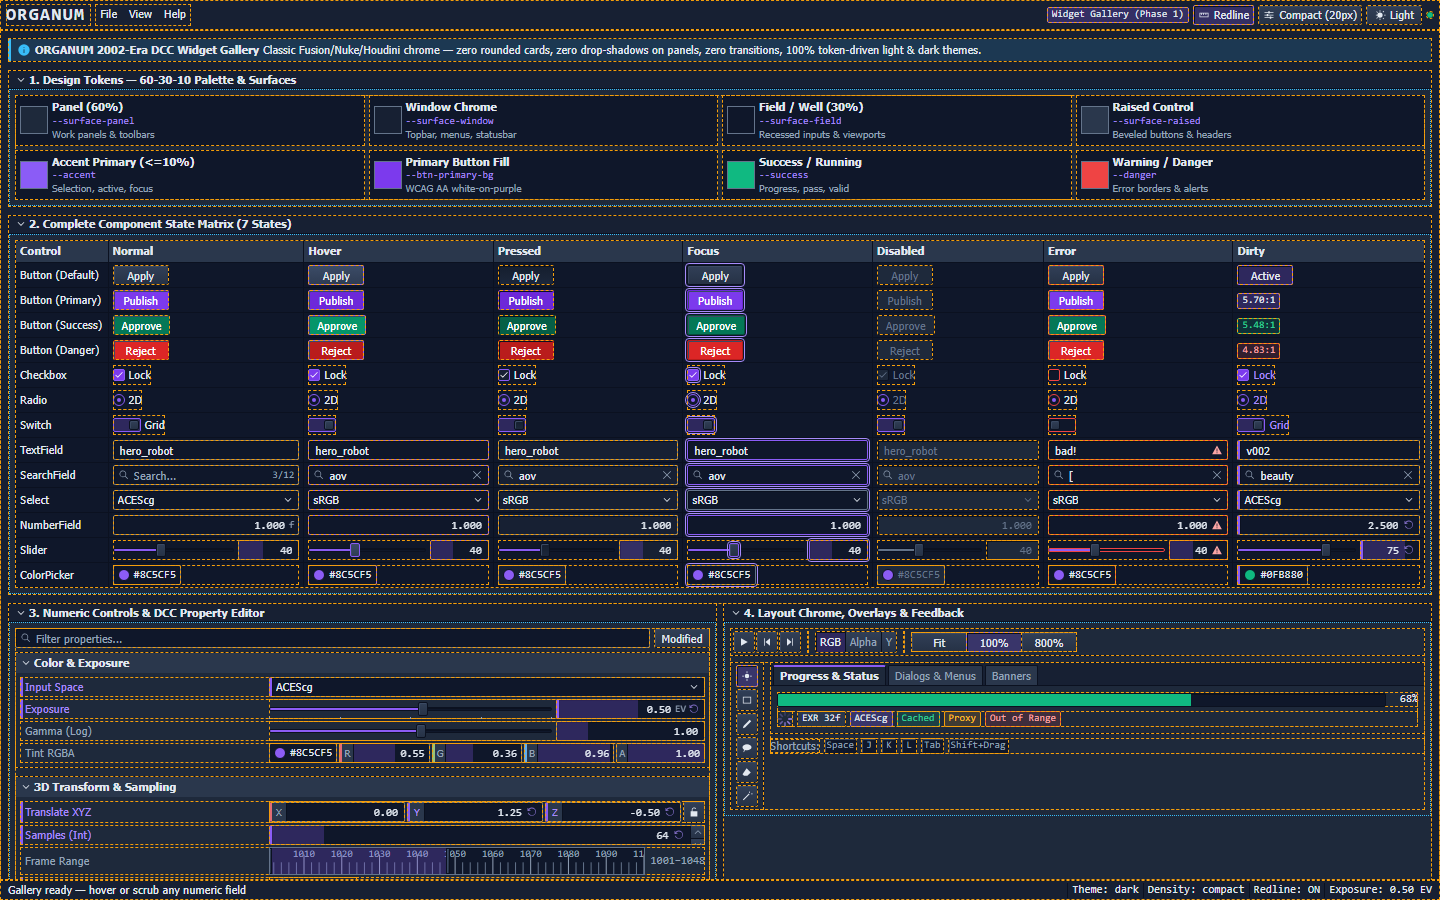 ORGANUM File View Help Widget Gallery (Phase 1) Redline Compact (20px) Light
ORGANUM 2002-Era DCC Widget Gallery Classic Fusion/Nuke/Houdini chrome — zero rounded cards, zero drop-shadows on panels, zero transitions, 100% token-driven light & dark themes.
1. Design Tokens — 60-30-10 Palette & Surfaces
Panel (60%) Window Chrome Field / Well (30%) Raised Control
--surface-panel --surface-window --surface-field --surface-raised
Work panels & toolbars Topbar, menus, statusbar Recessed inputs & viewports Beveled buttons & headers
Accent Primary (<=10%) Primary Button Fill Success / Running Warning / Danger
--accent --btn-primary-bg --success --danger
Selection, active, focus WCAG AA white-on-purple Progress, pass, valid Error borders & alerts
2. Complete Component State Matrix (7 States)
Control Normal Hover Pressed Focus Disabled Error Dirty
Button (Default) Apply Apply Apply Apply Apply Apply Active
Button (Primary) Publish Publish Publish Publish Publish Publish 5.70:1
Button (Success) Approve Approve Approve Approve Approve Approve 5.48:1
Button (Danger) Reject Reject Reject Reject Reject Reject 4.83:1
Checkbox Lock Lock Lock Lock Lock Lock Lock
Radio 2D 2D 2D 2D 2D 2D 2D
Switch Grid Grid
TextField hero_robot hero_robot hero_robot hero_robot hero_robot bad! v002
SearchField Search... 3/12 aov aov aov aov [ beauty
Select ACEScg sRGB sRGB sRGB sRGB sRGB ACEScg
NumberField 1.000 f 1.000 1.000 1.000 1.000 1.000 2.500
Slider 40 40 40 40 40 40 75
ColorPicker #8C5CF5 #8C5CF5 #8C5CF5 #8C5CF5 #8C5CF5 #8C5CF5 #0FB880
3. Numeric Controls & DCC Property Editor
Filter properties... Modified
Color & Exposure
Input Space ACEScg
Exposure 0.50 EV
Gamma (Log) 1.00
Tint RGBA #8C5CF5 R 0.55 G 0.36 B 0.96 A 1.00
3D Transform & Sampling
Translate XYZ X 0.00 Y 1.25 Z -0.50
Samples (Int) 64
Frame Range 1010 1020 1030 1040 050 1060 1070 1080 1090 11 1001–1048
4. Layout Chrome, Overlays & Feedback
RGB Alpha Y Fit 100% 800%
Progress & Status Dialogs & Menus Banners
68%
EXR 32f ACEScg Cached Proxy Out of Range
Shortcuts: Space J K L Tab Shift+Drag
Gallery ready — hover or scrub any numeric field Theme: dark Density: compact Redline: ON Exposure: 0.50 EV